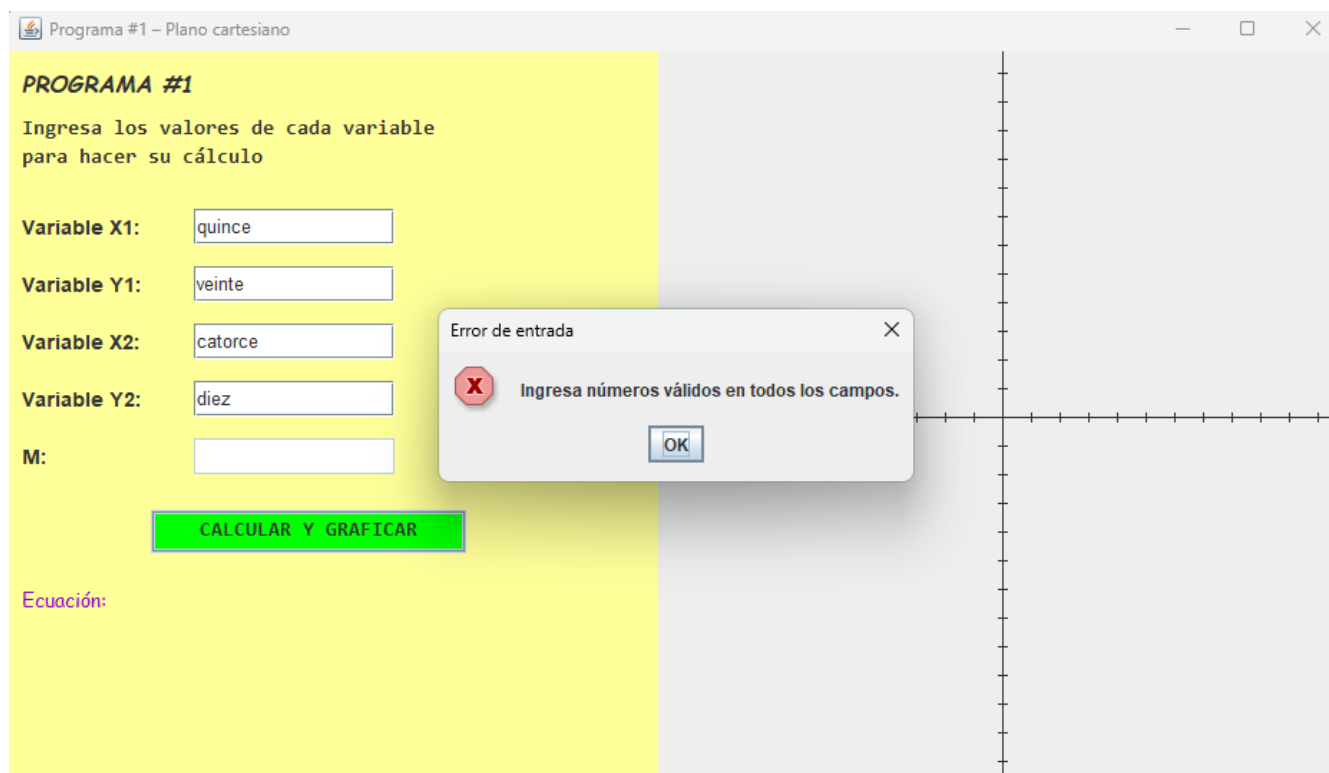 Programa #1 – Plano cartesiano
PROGRAMA #1
Ingresa los valores de cada variable
para hacer su cálculo
Variable X1: quince
Variable Y1: veinte
Variable X2: catorce
Variable Y2: diez
M:
CALCULAR Y GRAFICAR
Ecuación:
Error de entrada
X
Ingresa números válidos en todos los campos.
OK